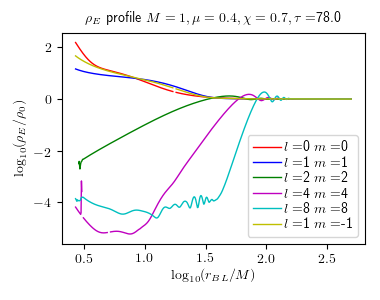 ρ_E profile M = 1, μ = 0.4, χ = 0.7, τ =78.0
log₁₀(ρ_E/ρ₀)
2
0
−2
−4
l =0 m =0
l =1 m =1
l =2 m =2
l =4 m =4
l =8 m =8
l =1 m =-1
0.5 1.0 1.5 2.0 2.5
log₁₀(r_BL/M)